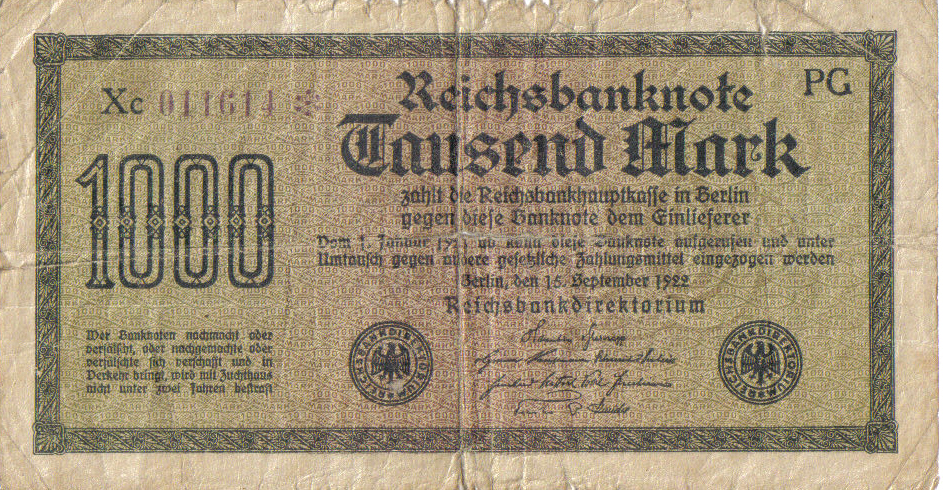 Xc 011614 *
PG
Reichsbanknote
Tausend Mark
zahlt die Reichsbankhauptkasse in Berlin
gegen diese Banknote dem Einlieferer
Vom 1. Januar 1923 ab kann diese Banknote aufgerufen und unter
Umtausch gegen andere gesetzliche Zahlungsmittel eingezogen werden
Berlin, den 15. September 1922
Reichsbankdirektorium
1000
Wer Banknoten nachmacht oder
verfälscht, oder nachgemachte oder
verfälschte sich verschafft und in
Verkehr bringt, wird mit Zuchthaus
nicht unter zwei Jahren bestraft
REICHSBANKDIREKTORIUM
REICHSBANKDIREKTORIUM